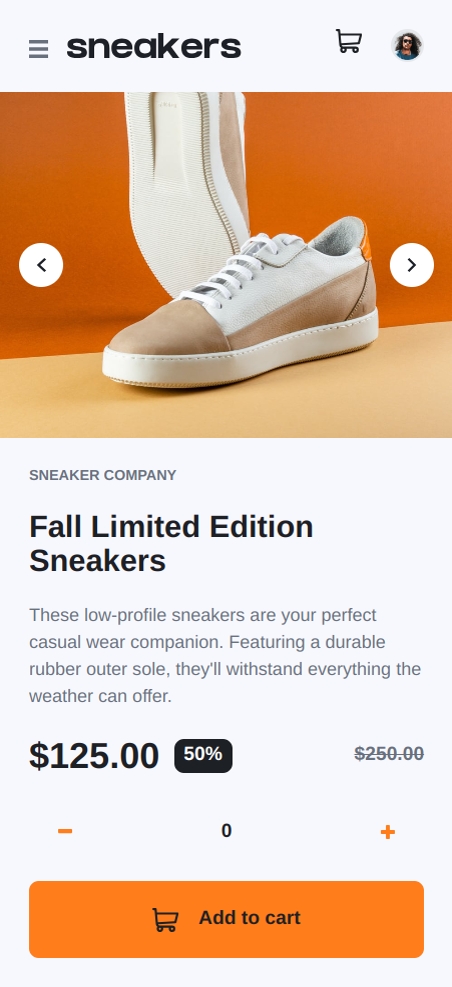 sneakers
SNEAKER COMPANY
Fall Limited Edition
Sneakers
These low-profile sneakers are your perfect
casual wear companion. Featuring a durable
rubber outer sole, they'll withstand everything the
weather can offer.
$125.00 50% $250.00
0
Add to cart